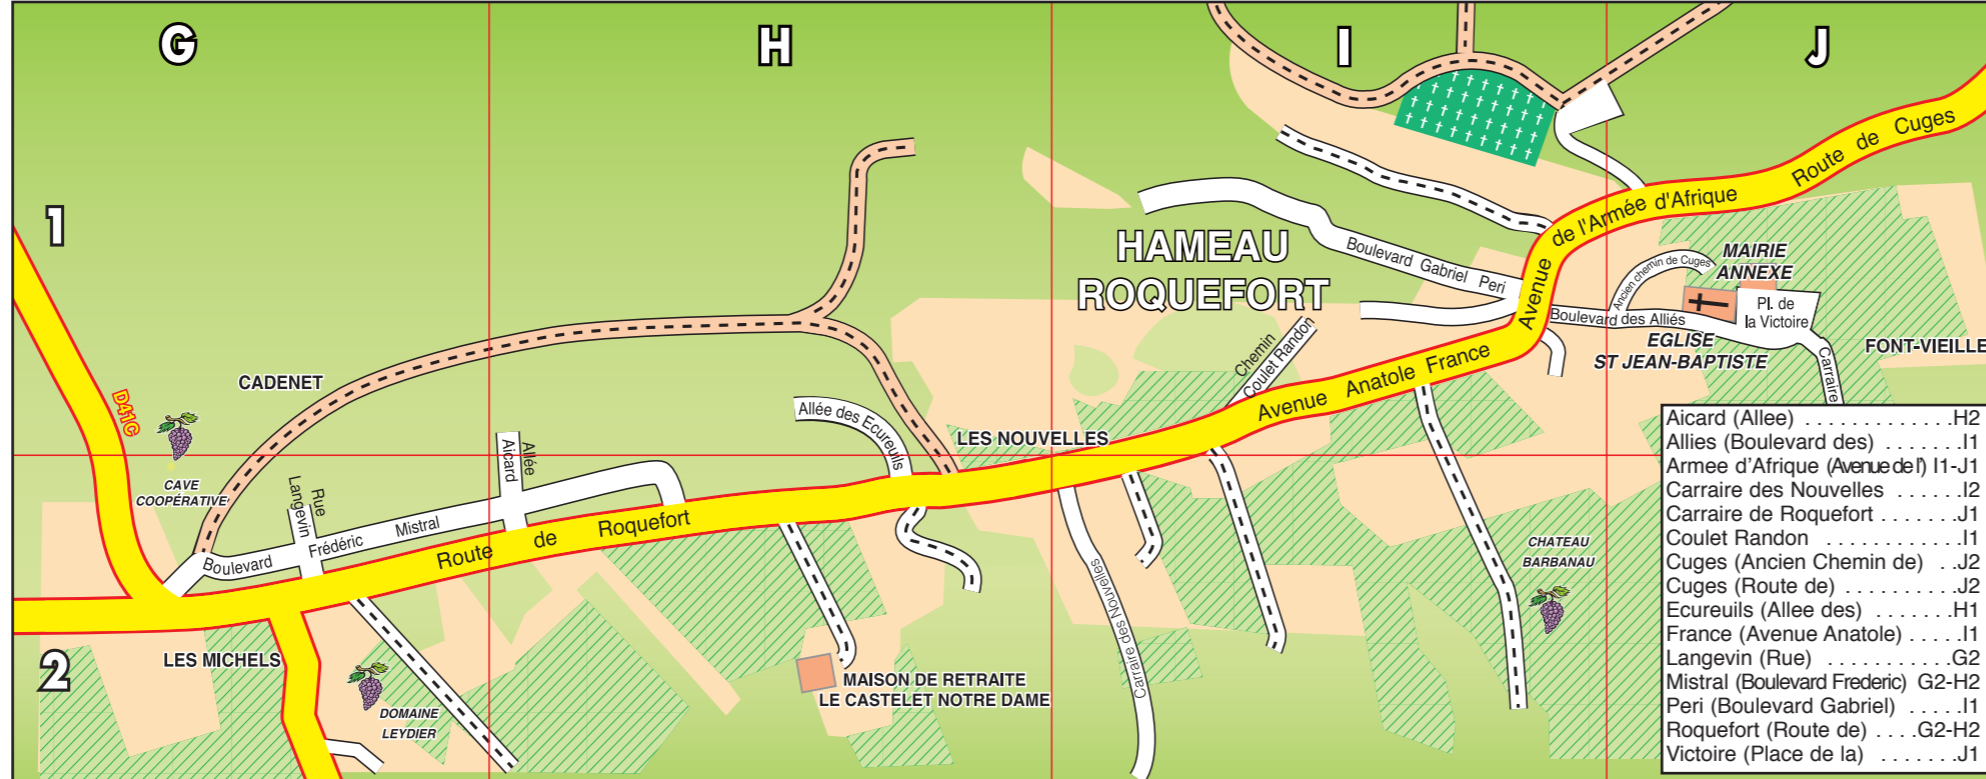 G
H
I
J
1
2
HAMEAU
ROQUEFORT
Route de Cuges
Avenue de l'Armée d'Afrique
Boulevard Gabriel Peri
Ancien chemin de Cuges
MAIRIE
ANNEXE
Pl. de
la Victoire
Boulevard des Alliés
EGLISE
ST JEAN-BAPTISTE
FONT-VIEILLE
Carraire
Chemin
Coulet Randon
Avenue Anatole France
CADENET
D41C
CAVE
COOPÉRATIVE
Allée des Ecureuils
LES NOUVELLES
Allée
Aicard
Rue
Langevin
Boulevard Frédéric Mistral
Route de Roquefort
Carraire des Nouvelles
CHATEAU
BARBANAU
LES MICHELS
DOMAINE
LEYDIER
MAISON DE RETRAITE
LE CASTELET NOTRE DAME
Aicard (Allee) . . . . . . . . . . . . .H2
Allies (Boulevard des) . . . . . . .I1
Armee d'Afrique (Avenue de l') I1-J1
Carraire des Nouvelles . . . . . .I2
Carraire de Roquefort . . . . . . .J1
Coulet Randon . . . . . . . . . . . .I1
Cuges (Ancien Chemin de) . .J2
Cuges (Route de) . . . . . . . . . .J2
Ecureuils (Allee des) . . . . . . .H1
France (Avenue Anatole) . . . . .I1
Langevin (Rue) . . . . . . . . . . .G2
Mistral (Boulevard Frederic) G2-H2
Peri (Boulevard Gabriel) . . . . .I1
Roquefort (Route de) . . . .G2-H2
Victoire (Place de la) . . . . . . .J1